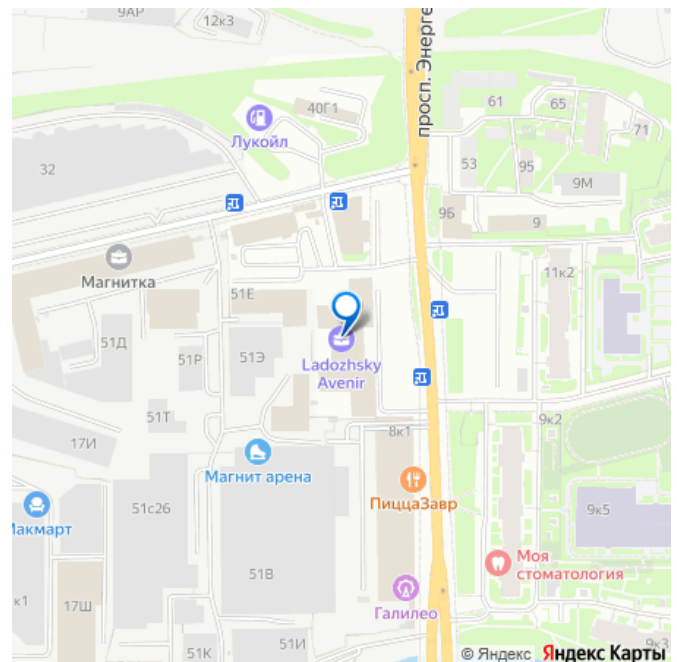 9АР
12к3
просп. Энерге
40Г1
Лукойл
61
65
71
32
53
95
9М
9Б
9
Магнитка
51Е
11к2
51Д
51Р
51Э
Ladozhsky
Avenir
51Т
17И
8к1
9к2
Магнит арена
51с26
ПиццаЗавр
9к5
Макмарт
Моя
стоматология
51В
к1
17Ш
Галилео
51К
51И
9к3
© Яндекс Яндекс Карты